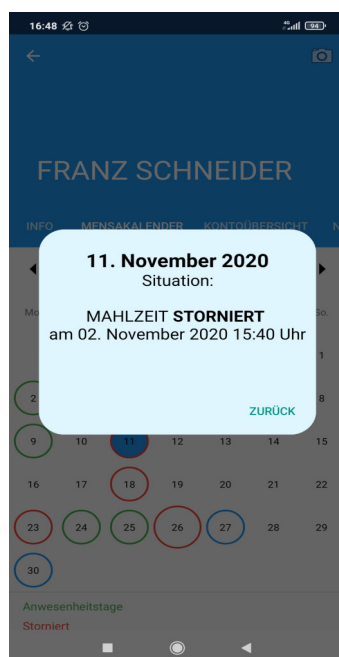 16:48 4G 94
FRANZ SCHNEIDER
INFO MENSAKALENDER KONTOÜBERSICHT N
11. November 2020
Situation:
MAHLZEIT STORNIERT
am 02. November 2020 15:40 Uhr
ZURÜCK
Mo So.
1
2 8
9 10 11 12 13 14 15
16 17 18 19 20 21 22
23 24 25 26 27 28 29
30
Anwesenheitstage
Storniert